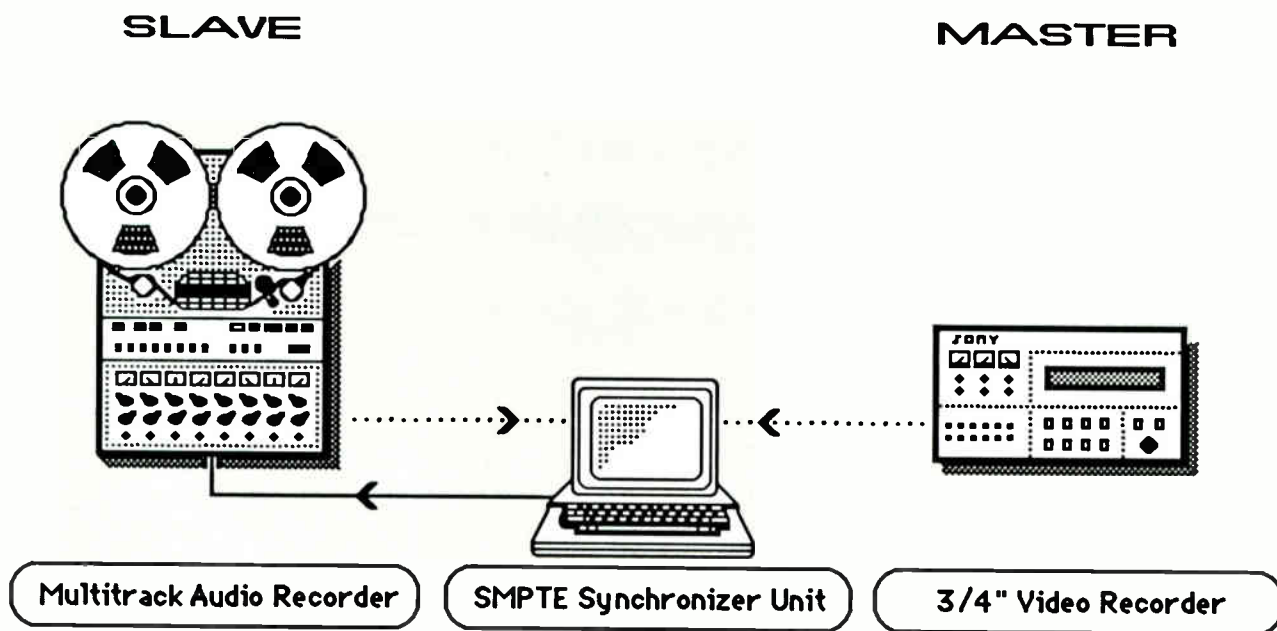 SLAVE
MASTER
SONY
Multitrack Audio Recorder
SMPTE Synchronizer Unit
3/4" Video Recorder